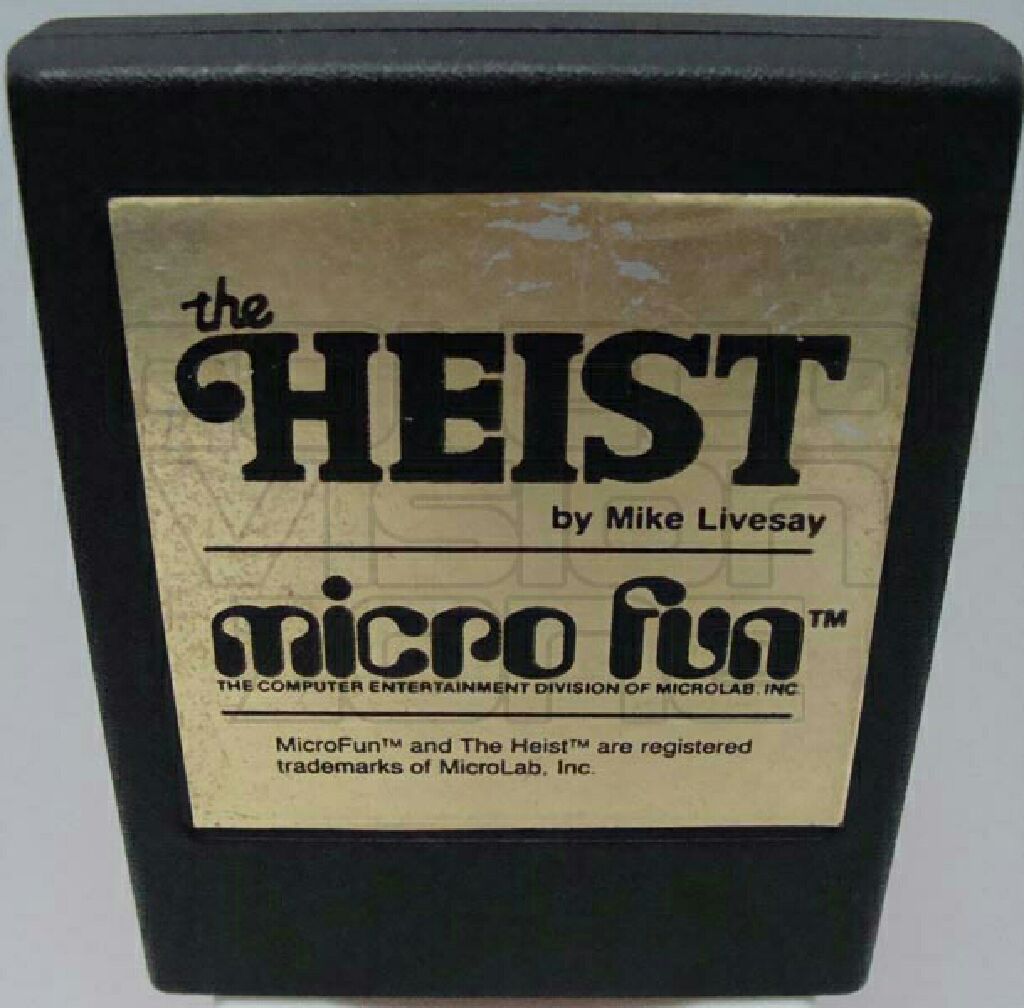 the
HEIST
by Mike Livesay
micro fun™
THE COMPUTER ENTERTAINMENT DIVISION OF MICROLAB, INC.
MicroFun™ and The Heist™ are registered
trademarks of MicroLab, Inc.